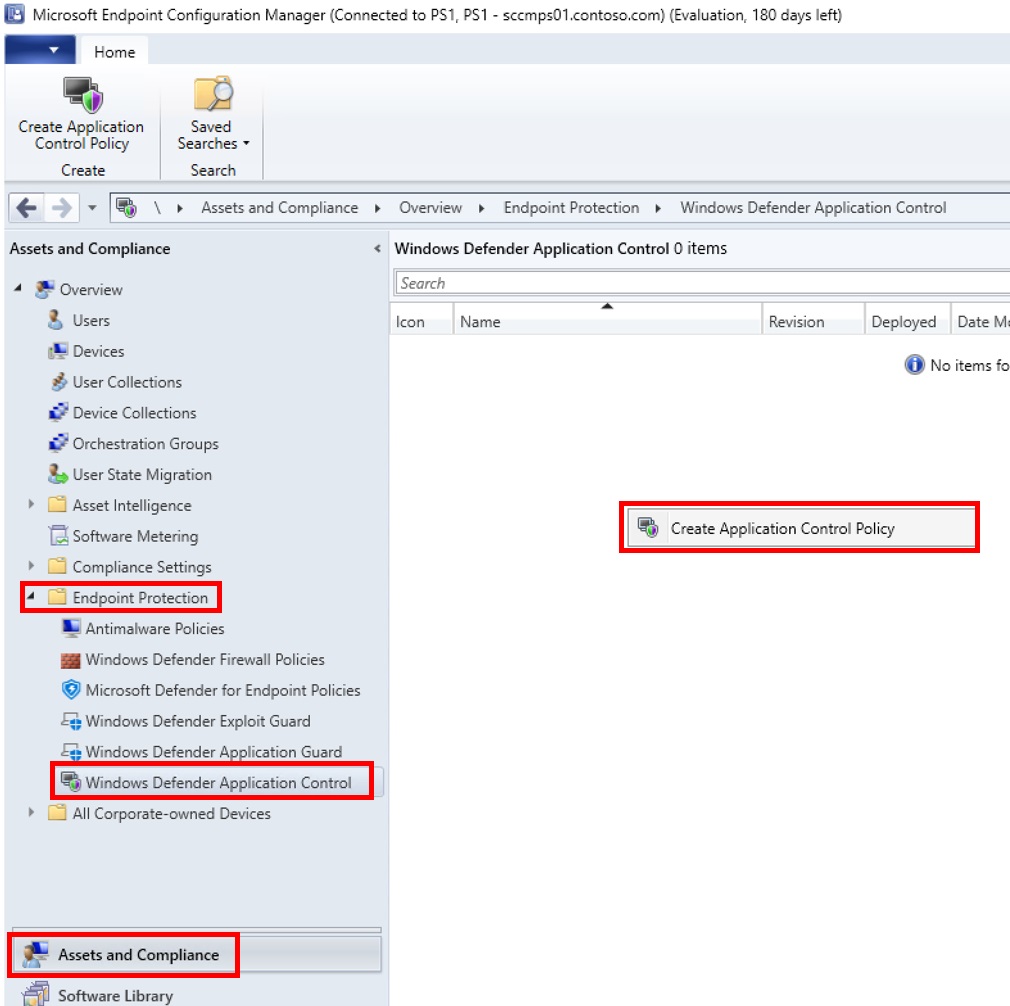 Microsoft Endpoint Configuration Manager (Connected to PS1, PS1 - sccmps01.contoso.com) (Evaluation, 180 days left)
Home
Create Application
Control Policy
Saved
Searches
Create
Search
\ Assets and Compliance Overview Endpoint Protection Windows Defender Application Control
Assets and Compliance
Windows Defender Application Control 0 items
Search
Icon Name Revision Deployed Date Mo
No items fo
Overview
Users
Devices
User Collections
Device Collections
Orchestration Groups
User State Migration
Asset Intelligence
Software Metering
Compliance Settings
Endpoint Protection
Antimalware Policies
Windows Defender Firewall Policies
Microsoft Defender for Endpoint Policies
Windows Defender Exploit Guard
Windows Defender Application Guard
Windows Defender Application Control
All Corporate-owned Devices
Create Application Control Policy
Assets and Compliance
Software Library